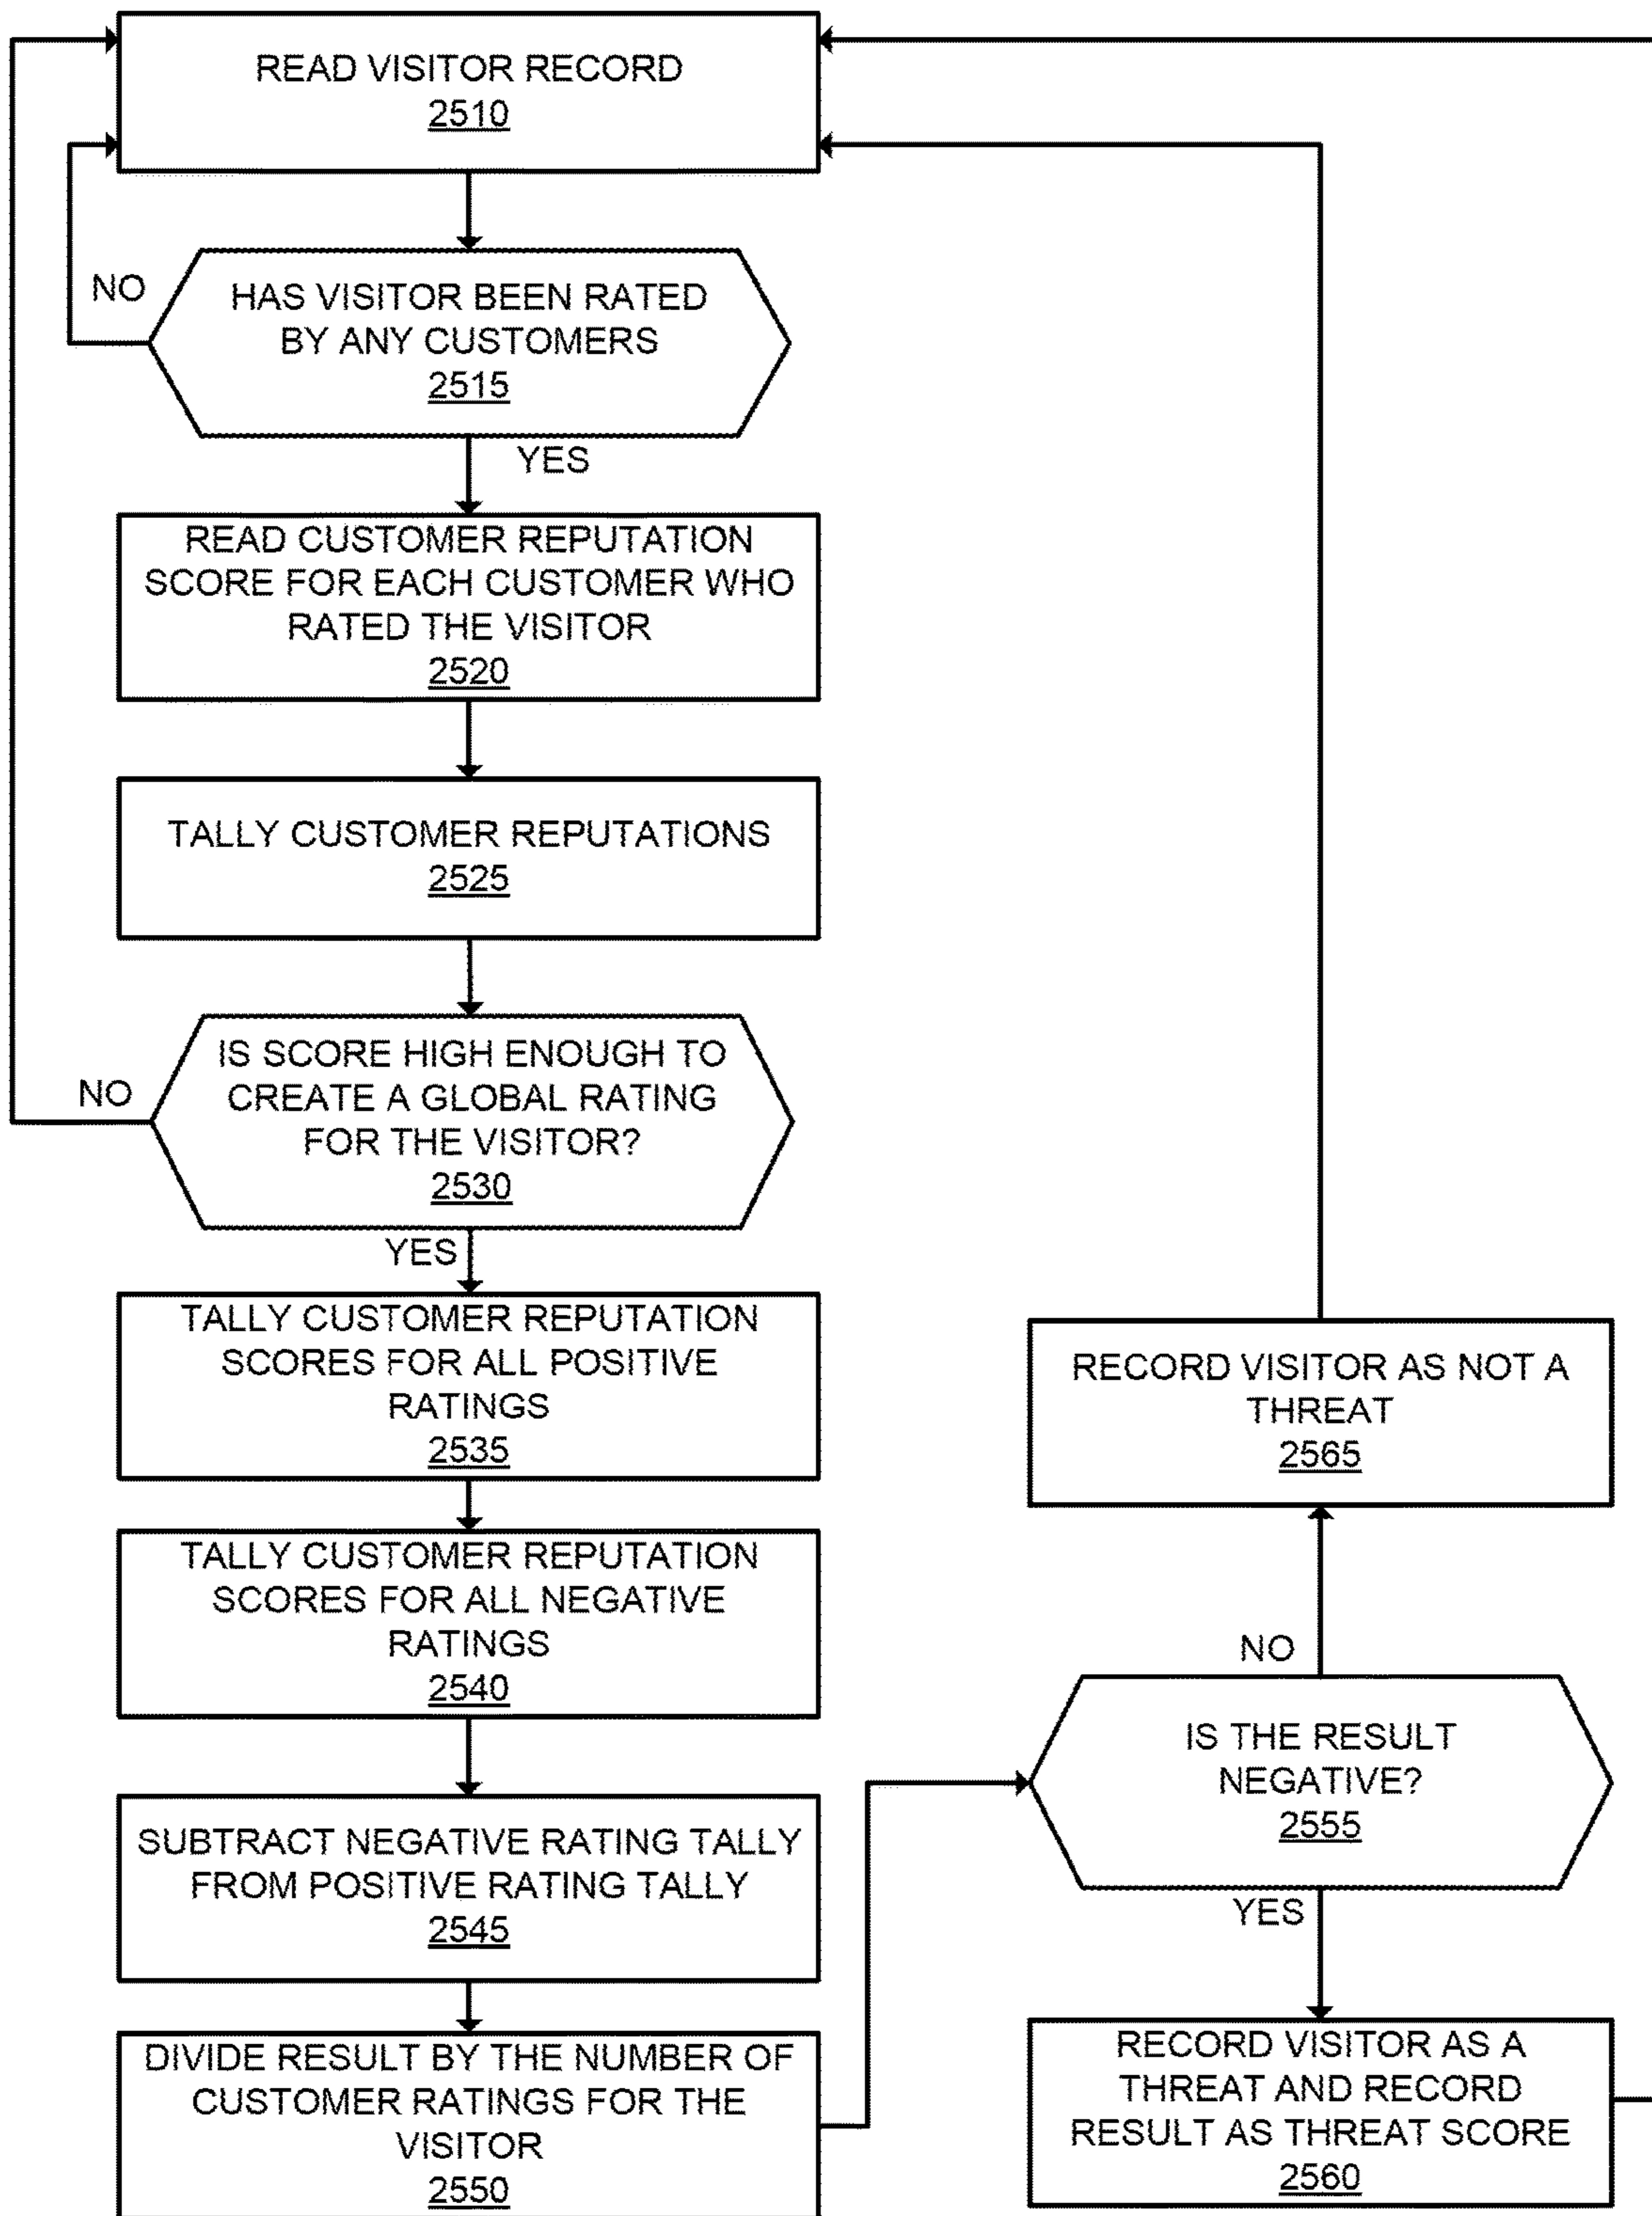 READ VISITOR RECORD
2510
NO
HAS VISITOR BEEN RATED
BY ANY CUSTOMERS
2515
YES
READ CUSTOMER REPUTATION
SCORE FOR EACH CUSTOMER WHO
RATED THE VISITOR
2520
TALLY CUSTOMER REPUTATIONS
2525
IS SCORE HIGH ENOUGH TO
CREATE A GLOBAL RATING
FOR THE VISITOR?
2530
NO
YES
TALLY CUSTOMER REPUTATION
SCORES FOR ALL POSITIVE
RATINGS
2535
TALLY CUSTOMER REPUTATION
SCORES FOR ALL NEGATIVE
RATINGS
2540
SUBTRACT NEGATIVE RATING TALLY
FROM POSITIVE RATING TALLY
2545
DIVIDE RESULT BY THE NUMBER OF
CUSTOMER RATINGS FOR THE
VISITOR
2550
RECORD VISITOR AS NOT A
THREAT
2565
NO
IS THE RESULT
NEGATIVE?
2555
YES
RECORD VISITOR AS A
THREAT AND RECORD
RESULT AS THREAT SCORE
2560